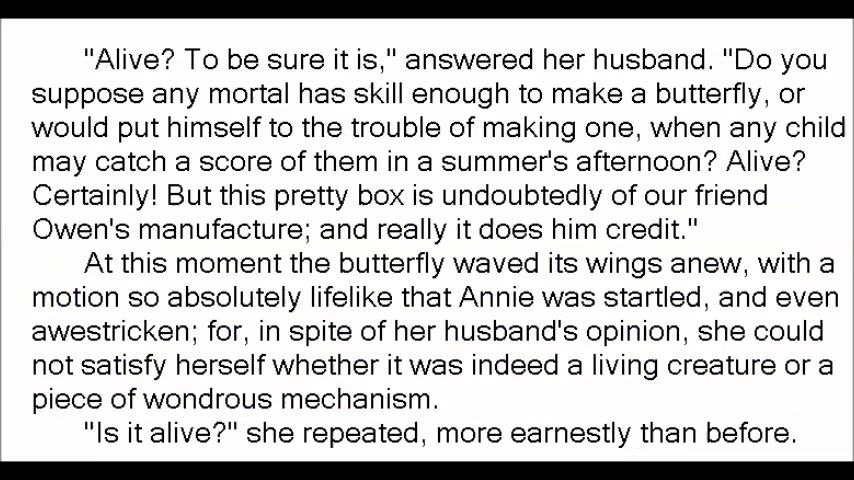 "Alive? To be sure it is," answered her husband. "Do you
suppose any mortal has skill enough to make a butterfly, or
would put himself to the trouble of making one, when any child
may catch a score of them in a summer's afternoon? Alive?
Certainly! But this pretty box is undoubtedly of our friend
Owen's manufacture; and really it does him credit."
At this moment the butterfly waved its wings anew, with a
motion so absolutely lifelike that Annie was startled, and even
awestricken; for, in spite of her husband's opinion, she could
not satisfy herself whether it was indeed a living creature or a
piece of wondrous mechanism.
"Is it alive?" she repeated, more earnestly than before.